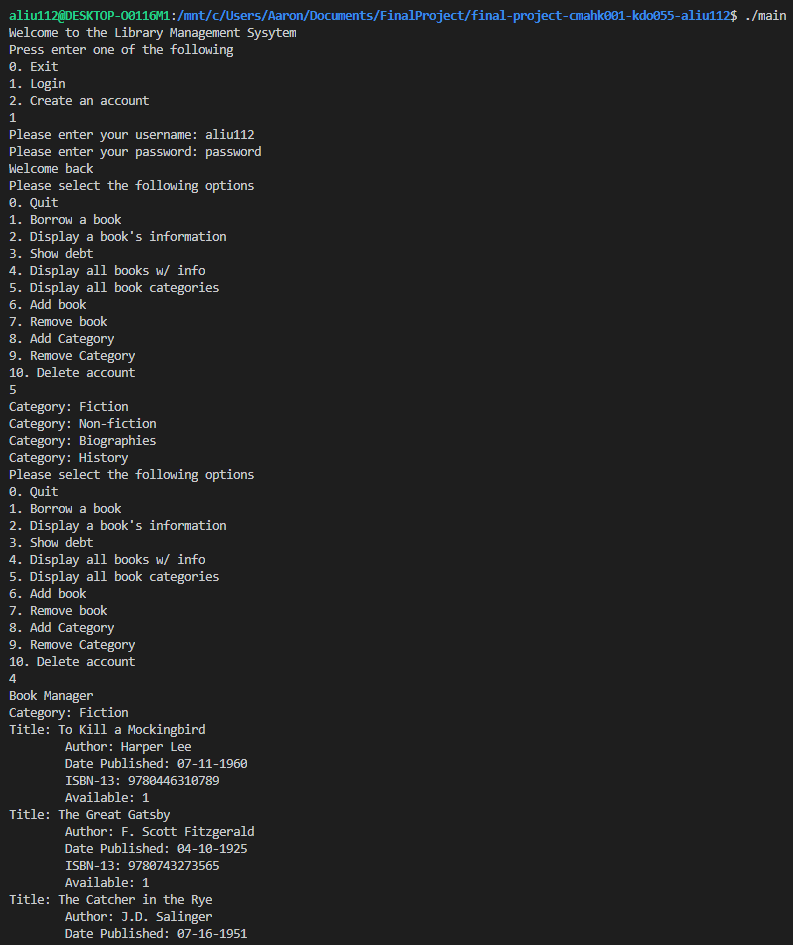 aliu112@DESKTOP-O0116M1:/mnt/c/Users/Aaron/Documents/FinalProject/final-project-cmahk001-kdo055-aliu112$ ./main
Welcome to the Library Management Sysytem
Press enter one of the following
0. Exit
1. Login
2. Create an account
1
Please enter your username: aliu112
Please enter your password: password
Welcome back
Please select the following options
0. Quit
1. Borrow a book
2. Display a book's information
3. Show debt
4. Display all books w/ info
5. Display all book categories
6. Add book
7. Remove book
8. Add Category
9. Remove Category
10. Delete account
5
Category: Fiction
Category: Non-fiction
Category: Biographies
Category: History
Please select the following options
0. Quit
1. Borrow a book
2. Display a book's information
3. Show debt
4. Display all books w/ info
5. Display all book categories
6. Add book
7. Remove book
8. Add Category
9. Remove Category
10. Delete account
4
Book Manager
Category: Fiction
Title: To Kill a Mockingbird
Author: Harper Lee
Date Published: 07-11-1960
ISBN-13: 9780446310789
Available: 1
Title: The Great Gatsby
Author: F. Scott Fitzgerald
Date Published: 04-10-1925
ISBN-13: 9780743273565
Available: 1
Title: The Catcher in the Rye
Author: J.D. Salinger
Date Published: 07-16-1951